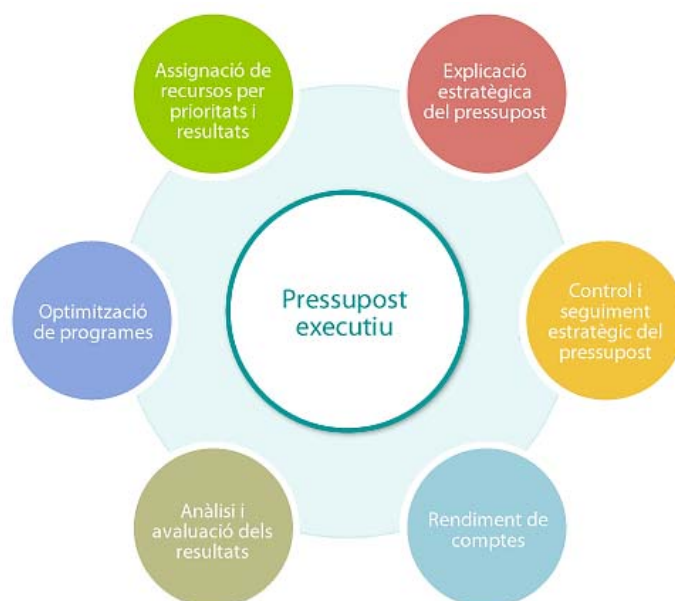 Assignació de
recursos per
prioritats i
resultats
Explicació
estratègica
del pressupost
Optimització
de programes
Pressupost
executiu
Control i
seguiment
estratègic del
pressupost
Anàlisi i
avaluació dels
resultats
Rendiment de
comptes